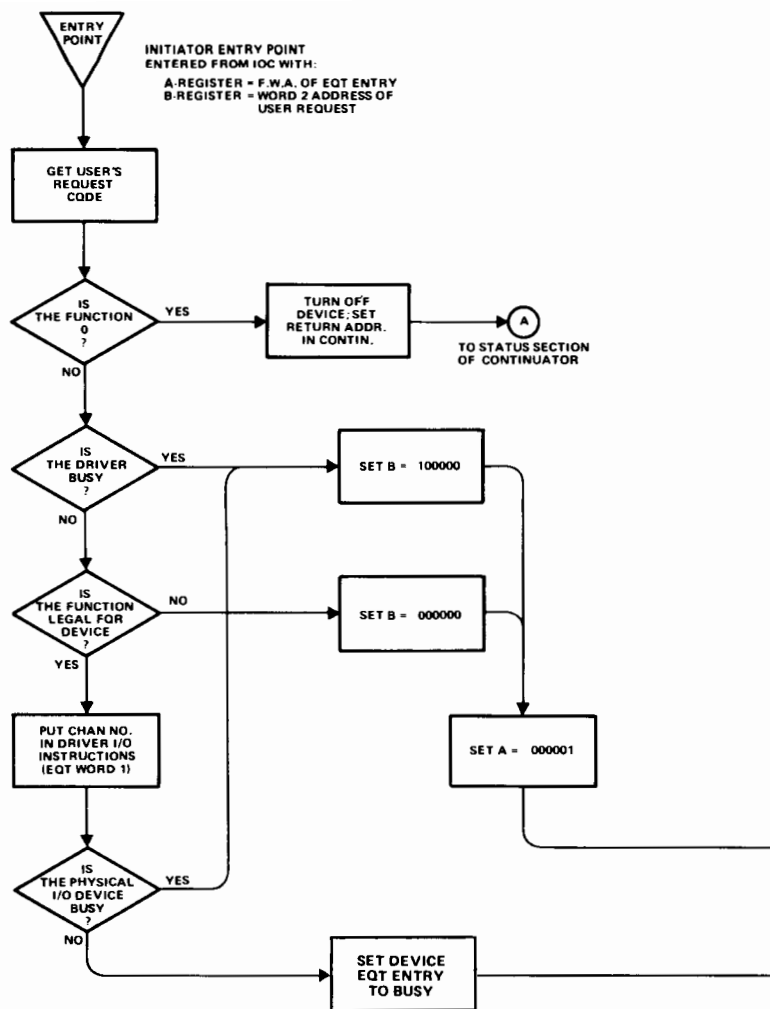 ENTRY
POINT
INITIATOR ENTRY POINT
ENTERED FROM IOC WITH:
A-REGISTER = F.W.A. OF EQT ENTRY
B-REGISTER = WORD 2 ADDRESS OF
USER REQUEST
GET USER'S
REQUEST
CODE
IS
THE FUNCTION
0
?
YES
NO
TURN OFF
DEVICE; SET
RETURN ADDR.
IN CONTIN.
A
TO STATUS SECTION
OF CONTINUATOR
IS
THE DRIVER
BUSY
?
YES
NO
SET B = 100000
IS
THE FUNCTION
LEGAL FOR
DEVICE
?
NO
YES
SET B = 000000
PUT CHAN NO.
IN DRIVER I/O
INSTRUCTIONS
(EQT WORD 1)
SET A = 000001
IS
THE PHYSICAL
I/O DEVICE
BUSY
?
YES
NO
SET DEVICE
EQT ENTRY
TO BUSY